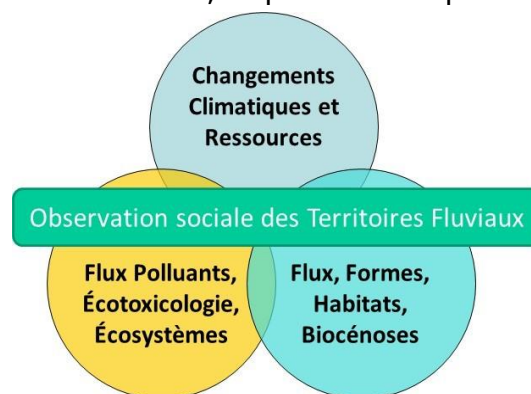 Changements
Climatiques et
Ressources
Observation sociale des Territoires Fluviaux
Flux Polluants,
Écotoxicologie,
Écosystèmes
Flux, Formes,
Habitats,
Biocénoses